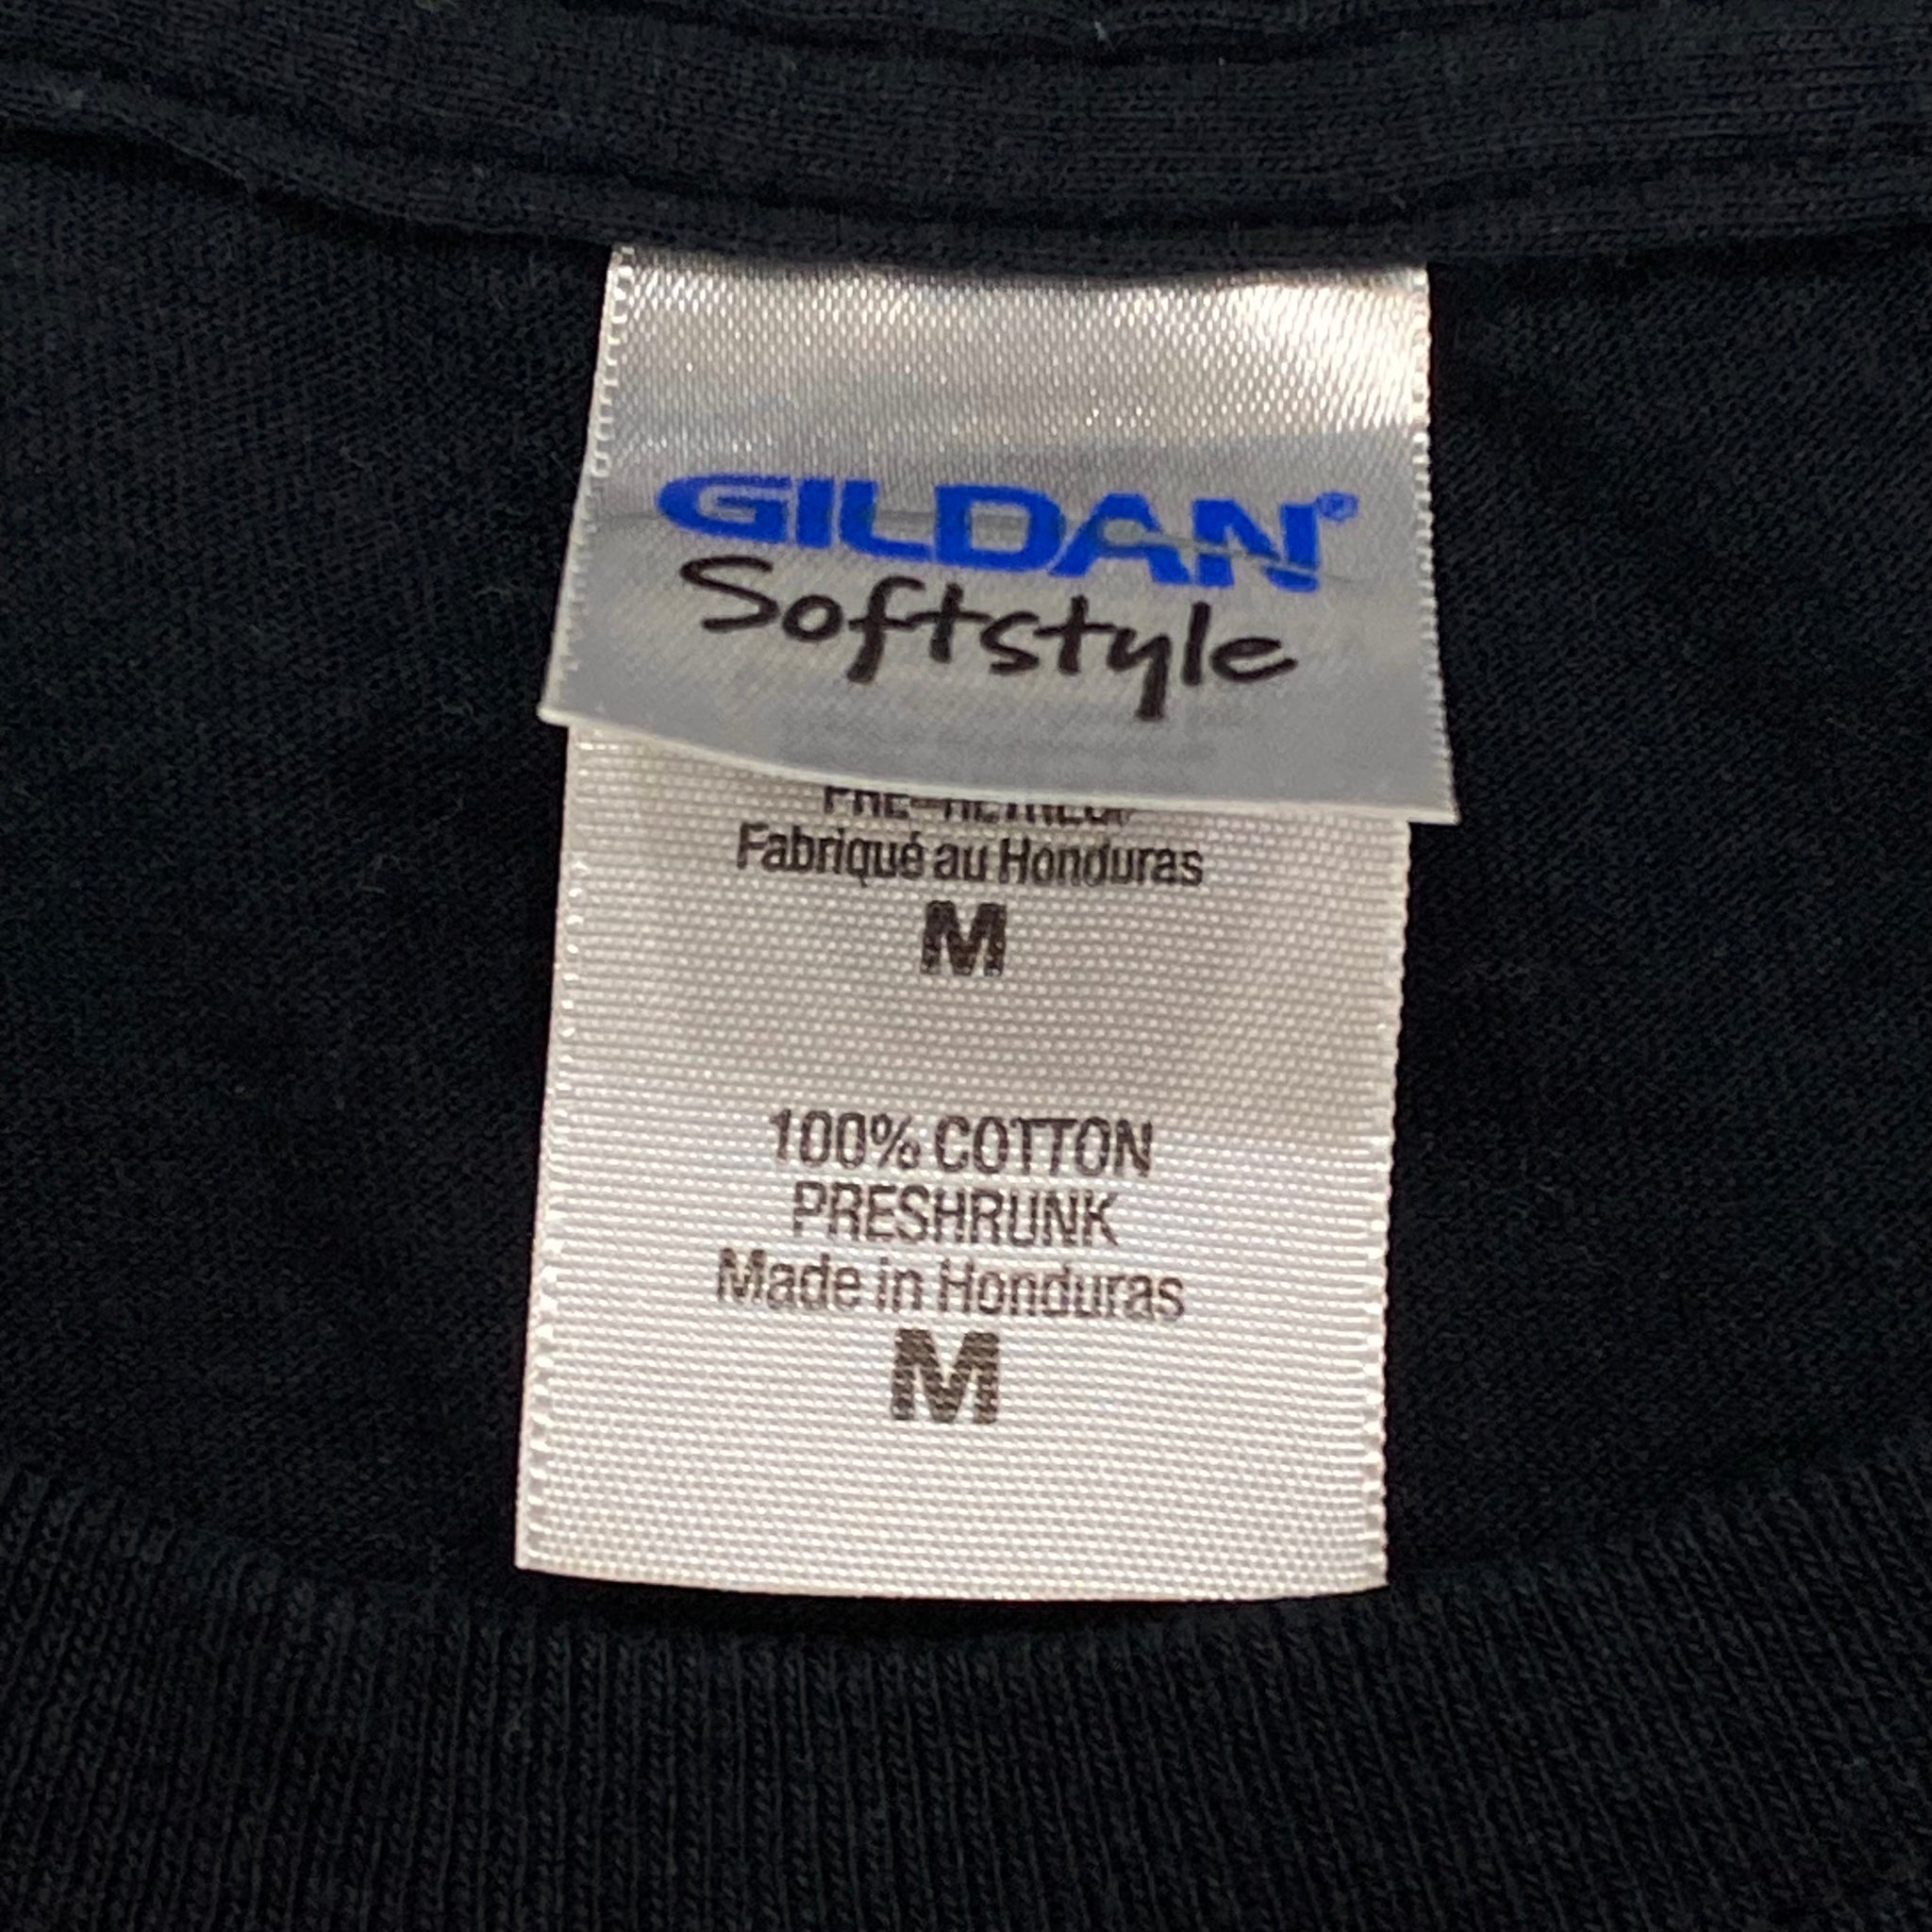 GILDAN®
Softstyle
Fabriqué au Honduras
M
100% COTTON
PRESHRUNK
Made in Honduras
M